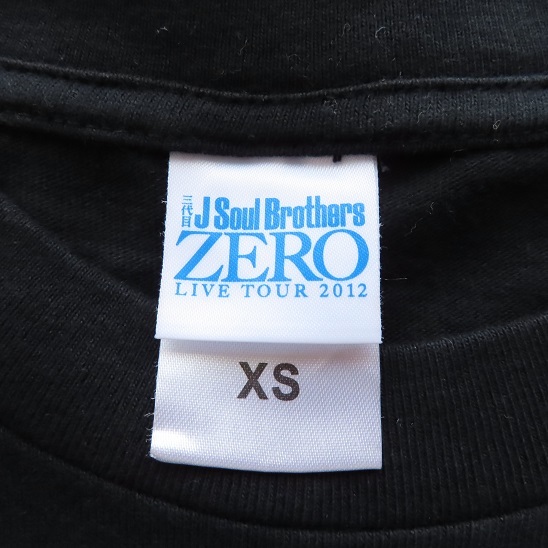 三代目 J Soul Brothers
ZERO
LIVE TOUR 2012
XS